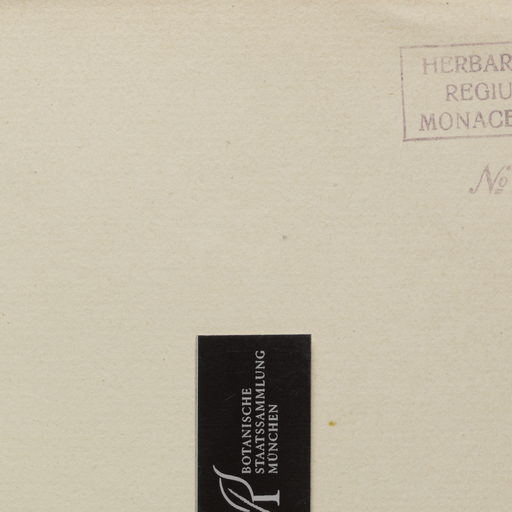 HERBAR
REGIU
MONACE
No
BOTANISCHE
STAATSSAMMLUNG
MÜNCHEN